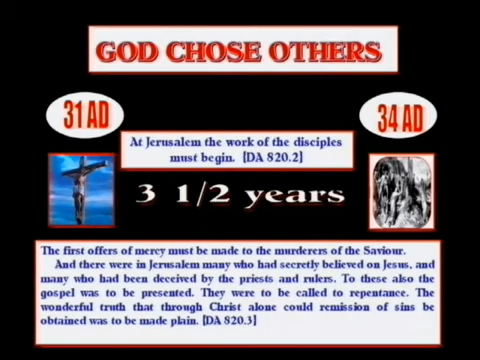 GOD CHOSE OTHERS
31 AD
34 AD
At Jerusalem the work of the disciples
must begin. [DA 820.2]
3 1/2 years
The first offers of mercy must be made to the murderers of the Saviour.
And there were in Jerusalem many who had secretly believed on Jesus, and
many who had been deceived by the priests and rulers. To these also the
gospel was to be presented. They were to be called to repentance. The
wonderful truth that through Christ alone could remission of sins be
obtained was to be made plain. [DA 820.3]